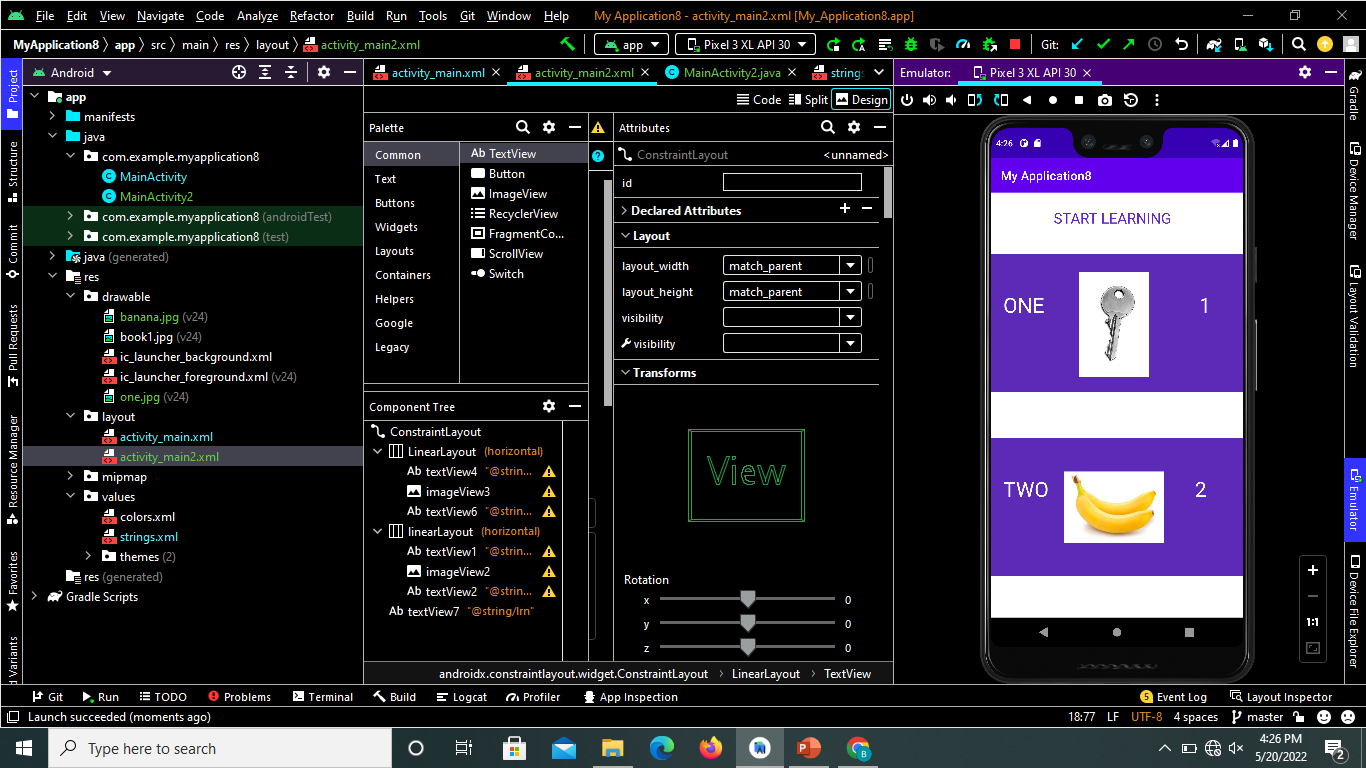 File Edit View Navigate Code Analyze Refactor Build Run Tools Git Window Help My Application8 - activity_main2.xml [My_Application8.app]
MyApplication8 app src main res layout activity_main2.xml app Pixel 3 XL API 30 Git:
Android activity_main.xml activity_main2.xml MainActivity2.java strings Emulator: Pixel 3 XL API 30
Code Split Design
Project
Structure
Commit
Pull Requests
Resource Manager
Favorites
d Variants
app
manifests
java
com.example.myapplication8
MainActivity
MainActivity2
com.example.myapplication8 (androidTest)
com.example.myapplication8 (test)
java (generated)
res
drawable
banana.jpg (v24)
book1.jpg (v24)
ic_launcher_background.xml
ic_launcher_foreground.xml (v24)
one.jpg (v24)
layout
activity_main.xml
activity_main2.xml
mipmap
values
colors.xml
strings.xml
themes (2)
res (generated)
Gradle Scripts
Palette
Common
Text
Buttons
Widgets
Layouts
Containers
Helpers
Google
Legacy
Ab TextView
Button
ImageView
RecyclerView
FragmentCo...
ScrollView
Switch
Component Tree
ConstraintLayout
LinearLayout (horizontal)
Ab textView4 "@strin...
imageView3
Ab textView6 "@strin...
linearLayout (horizontal)
Ab textView1 "@strin...
imageView2
Ab textView2 "@strin...
Ab textView7 "@string/lrn"
Attributes
ConstraintLayout <unnamed>
id
Declared Attributes
Layout
layout_width match_parent
layout_height match_parent
visibility
visibility
Transforms
View
Rotation
x 0
y 0
z 0
androidx.constraintlayout.widget.ConstraintLayout LinearLayout TextView
4:26
My Application8
START LEARNING
ONE 1
TWO 2
1:1
Gradle
Device Manager
Layout Validation
Emulator
Device File Explorer
Git Run TODO Problems Terminal Build Logcat Profiler App Inspection 5 Event Log Layout Inspector
Launch succeeded (moments ago) 18:77 LF UTF-8 4 spaces master
Type here to search
4:26 PM
5/20/2022
2